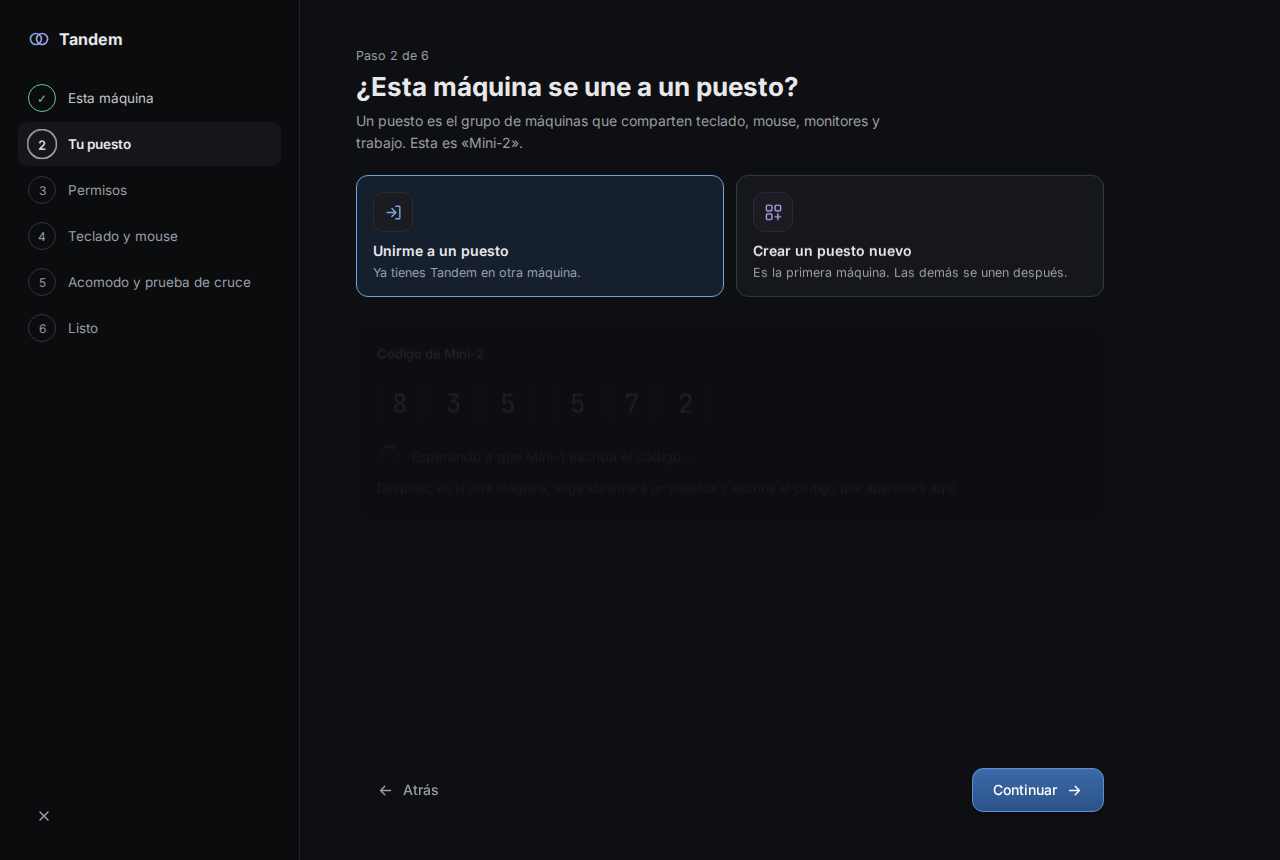 Tandem
✓ Esta máquina
2 Tu puesto
3 Permisos
4 Teclado y mouse
5 Acomodo y prueba de cruce
6 Listo
Paso 2 de 6
¿Esta máquina se une a un puesto?
Un puesto es el grupo de máquinas que comparten teclado, mouse, monitores y
trabajo. Esta es «Mini-2».
Unirme a un puesto
Ya tienes Tandem en otra máquina.
Crear un puesto nuevo
Es la primera máquina. Las demás se unen después.
Código de Mini-2
8 3 5 5 7 2
Esperando a que Mini-1 escriba el código...
Después, en la otra máquina, elige «Unirme a un puesto» y escribe el código que aparecerá aquí.
Atrás
Continuar